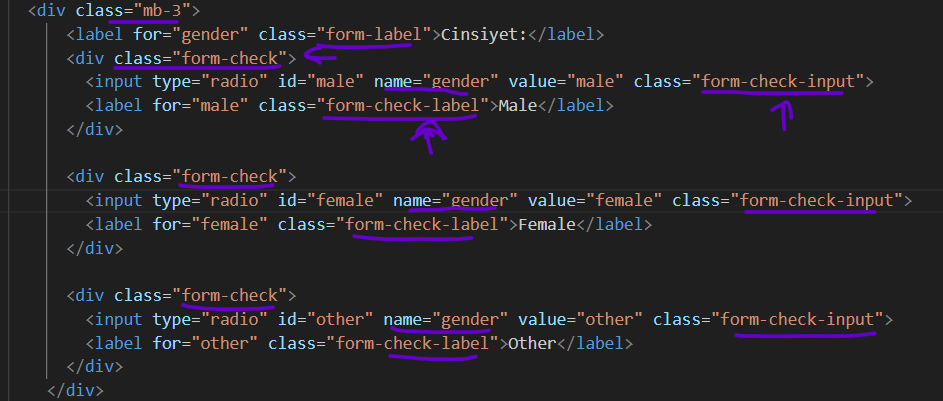 <div class="mb-3">
<label for="gender" class="form-label">Cinsiyet:</label>
<div class="form-check">
<input type="radio" id="male" name="gender" value="male" class="form-check-input">
<label for="male" class="form-check-label">Male</label>
</div>
<div class="form-check">
<input type="radio" id="female" name="gender" value="female" class="form-check-input">
<label for="female" class="form-check-label">Female</label>
</div>
<div class="form-check">
<input type="radio" id="other" name="gender" value="other" class="form-check-input">
<label for="other" class="form-check-label">Other</label>
</div>
</div>